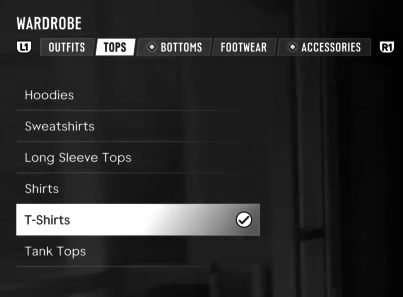 WARDROBE
L1 OUTFITS TOPS BOTTOMS FOOTWEAR ACCESSORIES R1
Hoodies
Sweatshirts
Long Sleeve Tops
Shirts
T-Shirts
Tank Tops